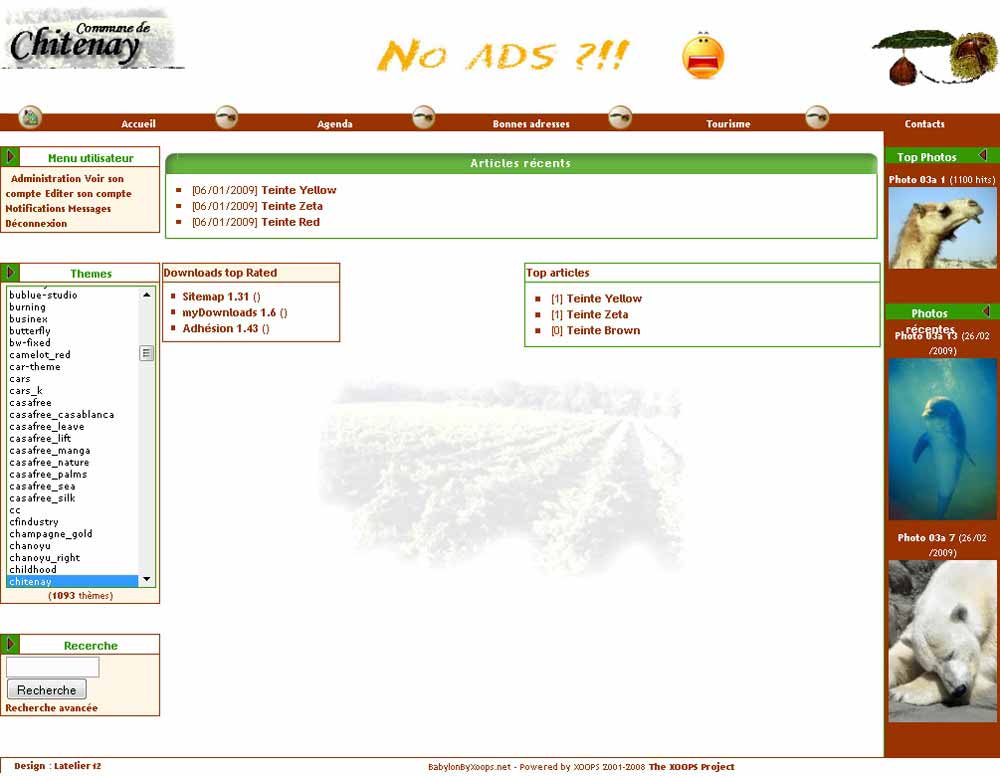 Commune de
Chitenay
No ADS ?!!
Accueil
Agenda
Bonnes adresses
Tourisme
Contacts
Menu utilisateur
Administration Voir son
compte Editer son compte
Notifications Messages
Déconnexion
Articles récents
[06/01/2009] Teinte Yellow
[06/01/2009] Teinte Zeta
[06/01/2009] Teinte Red
Themes
bublue-studio
burning
businex
butterfly
bw-fixed
camelot_red
car-theme
cars
cars_k
casafree
casafree_casablanca
casafree_leave
casafree_lift
casafree_manga
casafree_nature
casafree_palms
casafree_sea
casafree_silk
cc
cfindustry
champagne_gold
chanoyu
chanoyu_right
childhood
chitenay
(1093 thèmes)
Downloads top Rated
Sitemap 1.31 ()
myDownloads 1.6 ()
Adhésion 1.43 ()
Top articles
[1] Teinte Yellow
[1] Teinte Zeta
[0] Teinte Brown
Recerche
Recherche
Recherche avancée
Top Photos
Photo 03a 1 (1100 hits)
Photos
récentes
Photo 03a 13 (26/02
/2009)
Photo 03a 7 (26/02
/2009)
Design : Latelier 12
BabylonByXoops.net - Powered by XOOPS 2001-2008 The XOOPS Project